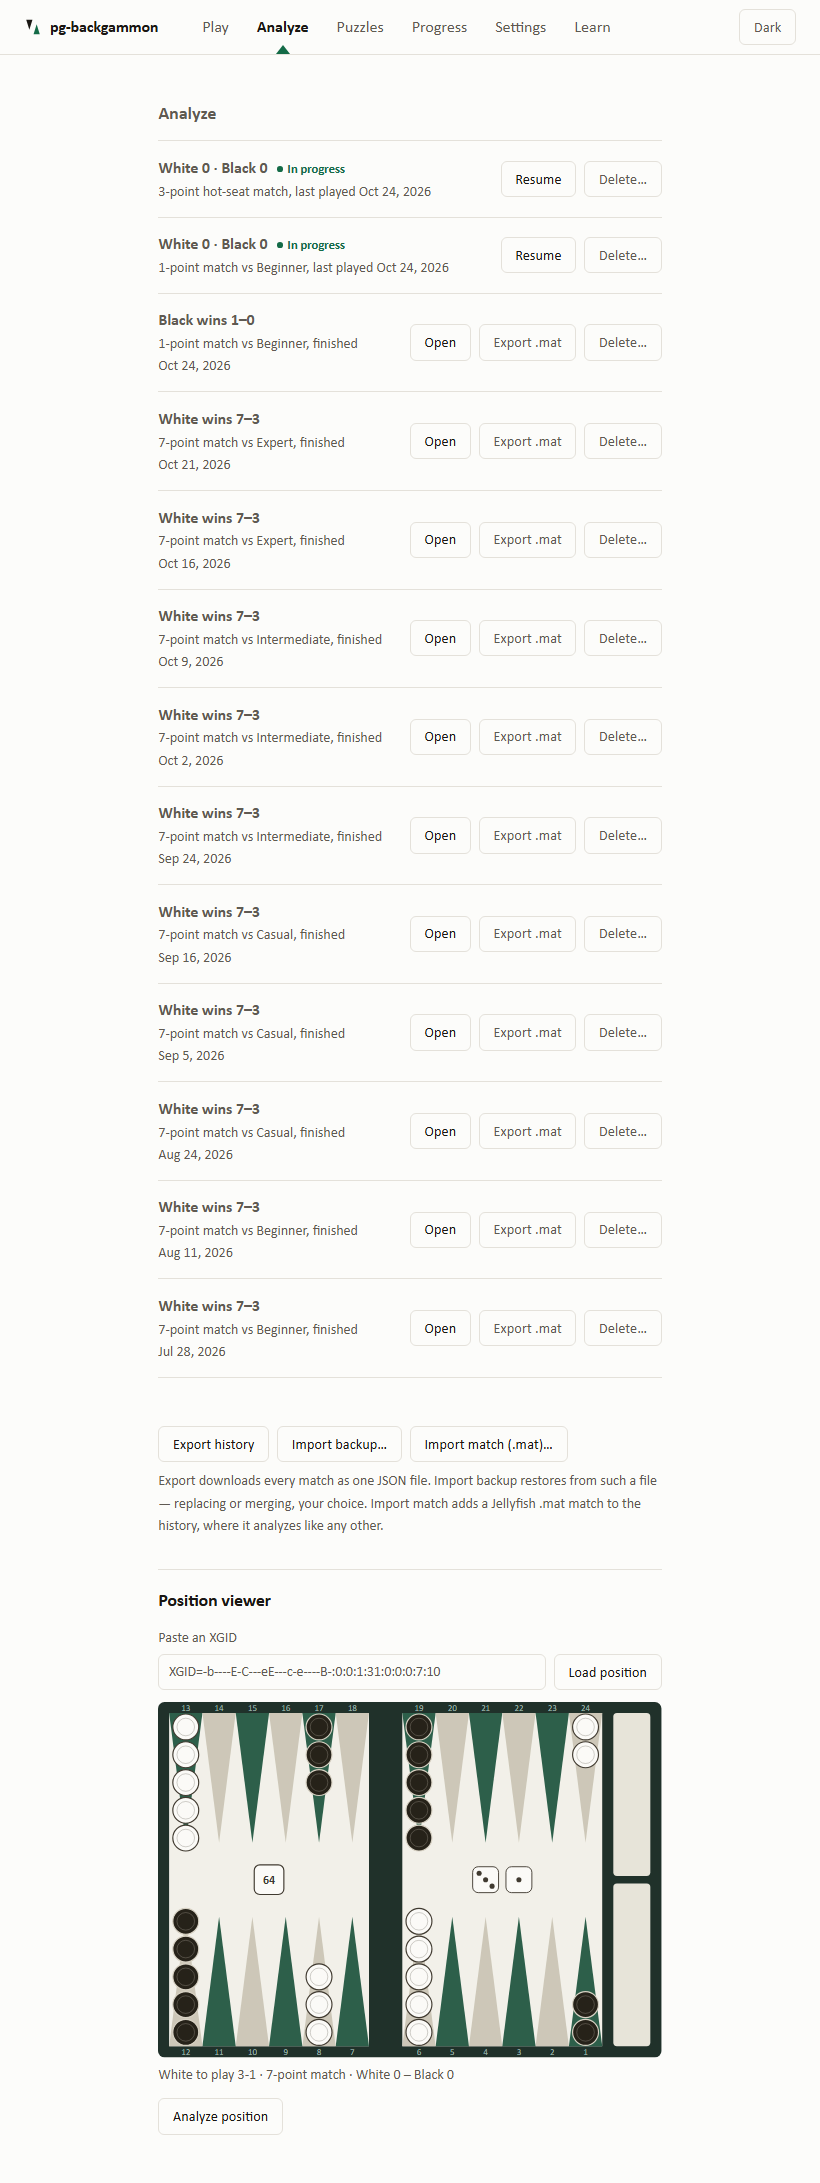 pg-backgammon Play Analyze Puzzles Progress Settings Learn Dark
Analyze
White 0 · Black 0 In progress
3-point hot-seat match, last played Oct 24, 2026
Resume Delete...
White 0 · Black 0 In progress
1-point match vs Beginner, last played Oct 24, 2026
Resume Delete...
Black wins 1–0
1-point match vs Beginner, finished
Oct 24, 2026
Open Export .mat Delete...
White wins 7–3
7-point match vs Expert, finished
Oct 21, 2026
Open Export .mat Delete...
White wins 7–3
7-point match vs Expert, finished
Oct 16, 2026
Open Export .mat Delete...
White wins 7–3
7-point match vs Intermediate, finished
Oct 9, 2026
Open Export .mat Delete...
White wins 7–3
7-point match vs Intermediate, finished
Oct 2, 2026
Open Export .mat Delete...
White wins 7–3
7-point match vs Intermediate, finished
Sep 24, 2026
Open Export .mat Delete...
White wins 7–3
7-point match vs Casual, finished
Sep 16, 2026
Open Export .mat Delete...
White wins 7–3
7-point match vs Casual, finished
Sep 5, 2026
Open Export .mat Delete...
White wins 7–3
7-point match vs Casual, finished
Aug 24, 2026
Open Export .mat Delete...
White wins 7–3
7-point match vs Beginner, finished
Aug 11, 2026
Open Export .mat Delete...
White wins 7–3
7-point match vs Beginner, finished
Jul 28, 2026
Open Export .mat Delete...
Export history Import backup... Import match (.mat)...
Export downloads every match as one JSON file. Import backup restores from such a file
— replacing or merging, your choice. Import match adds a Jellyfish .mat match to the
history, where it analyzes like any other.
Position viewer
Paste an XGID
XGID=-b----E-C---eE---c-e----B-:0:0:1:31:0:0:0:7:10
Load position
13 14 15 16 17 18 19 20 21 22 23 24
64
12 11 10 9 8 7 6 5 4 3 2 1
White to play 3-1 · 7-point match · White 0 – Black 0
Analyze position